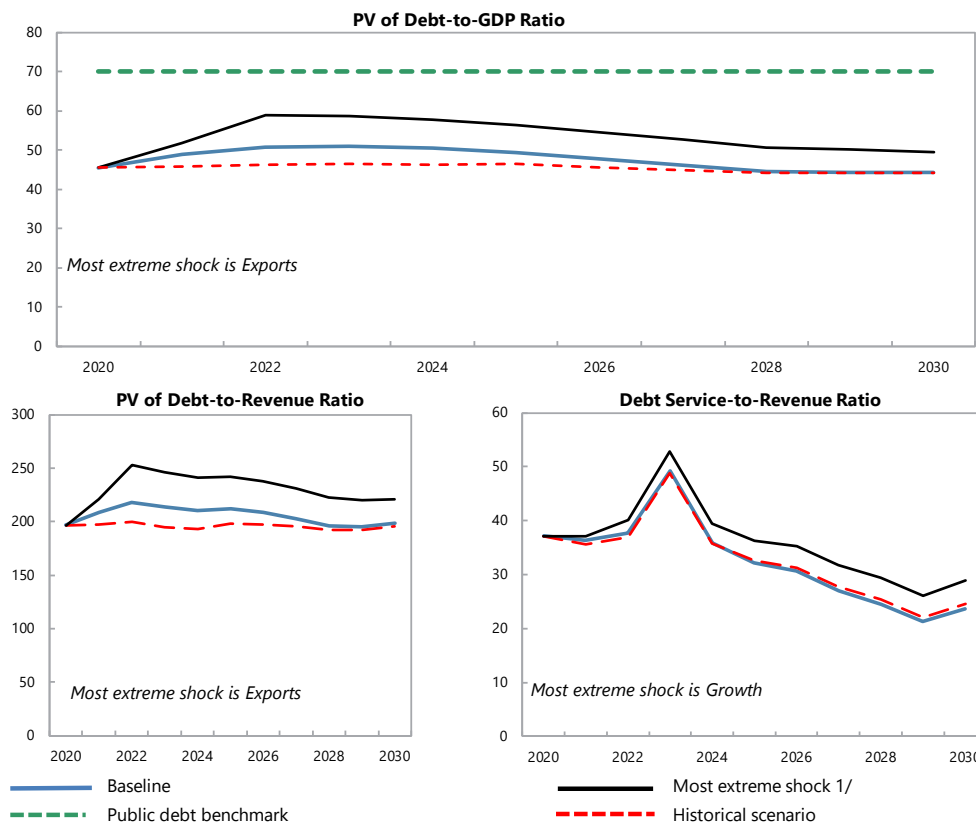 PV of Debt-to-GDP Ratio
80
70
60
50
40
30
20
10
0
Most extreme shock is Exports
2020 2022 2024 2026 2028 2030
PV of Debt-to-Revenue Ratio
300
250
200
150
100
50
0
Most extreme shock is Exports
2020 2022 2024 2026 2028 2030
Debt Service-to-Revenue Ratio
60
50
40
30
20
10
0
Most extreme shock is Growth
2020 2022 2024 2026 2028 2030
Baseline
Public debt benchmark
Most extreme shock 1/
Historical scenario